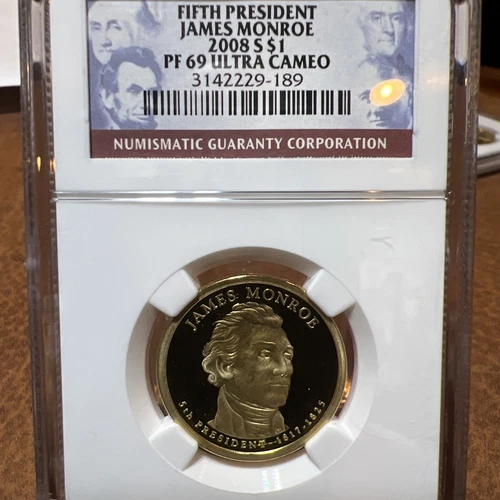 FIFTH PRESIDENT
JAMES MONROE
2008 S $1
PF 69 ULTRA CAMEO
3142229-189
NUMISMATIC GUARANTY CORPORATION
JAMES MONROE
5th PRESIDENT 1817-1825